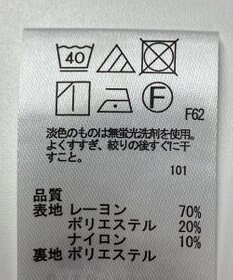 40
F
F62
淡色のものは無蛍光洗剤を使用。
よくすすぎ、絞りの後すぐに干
すこと。
101
品質
表地 レーヨン 70%
ポリエステル 20%
ナイロン 10%
裏地 ポリエステル